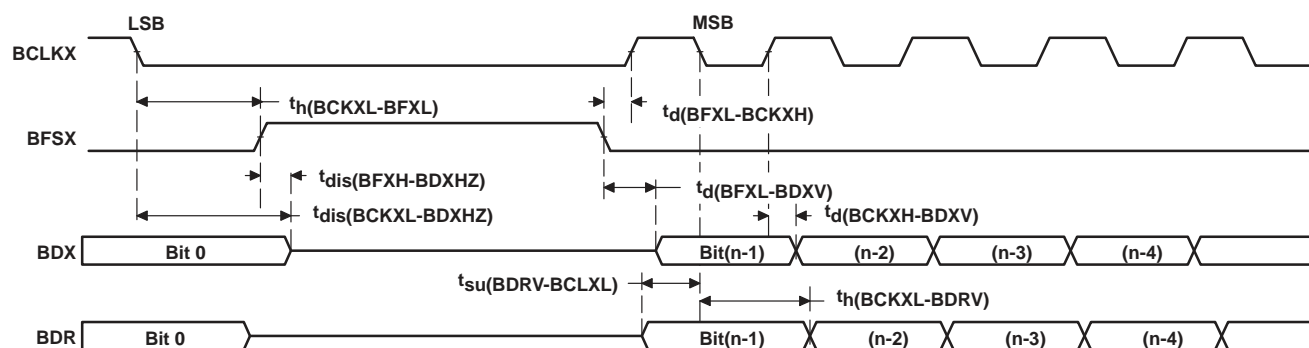 LSB MSB
BCLKX
th(BCKXL-BFXL) td(BFXL-BCKXH)
BFSX
tdis(BFXH-BDXHZ) td(BFXL-BDXV)
tdis(BCKXL-BDXHZ) td(BCKXH-BDXV)
BDX Bit 0 Bit(n-1) (n-2) (n-3) (n-4)
tsu(BDRV-BCLXL) th(BCKXL-BDRV)
BDR Bit 0 Bit(n-1) (n-2) (n-3) (n-4)